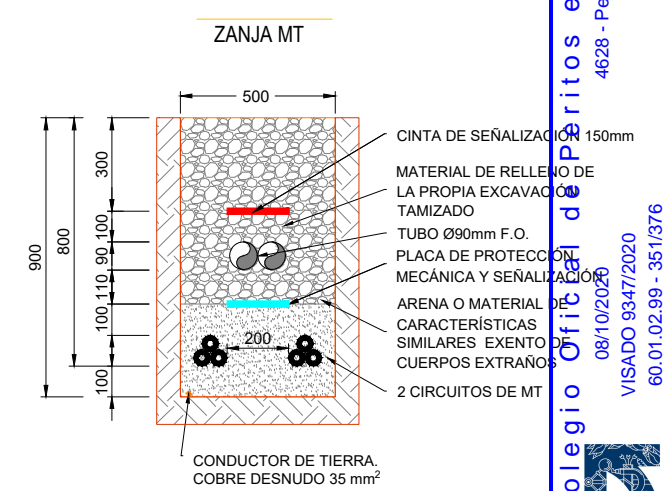 ZANJA MT
500
900
800
300
100
90
110
100
100
200
CINTA DE SEÑALIZACIÓN 150mm
MATERIAL DE RELLENO DE
LA PROPIA EXCAVACIÓN
TAMIZADO
TUBO Ø90mm F.O.
PLACA DE PROTECCIÓN
MECÁNICA Y SEÑALIZACIÓN
ARENA O MATERIAL DE
CARACTERÍSTICAS
SIMILARES EXENTO DE
CUERPOS EXTRAÑOS
2 CIRCUITOS DE MT
CONDUCTOR DE TIERRA.
COBRE DESNUDO 35 mm²
olegio Oficial de Peritos e
4628 - Pe
08/10/2020
VISADO 9347/2020
60.01.02.99 - 351/376